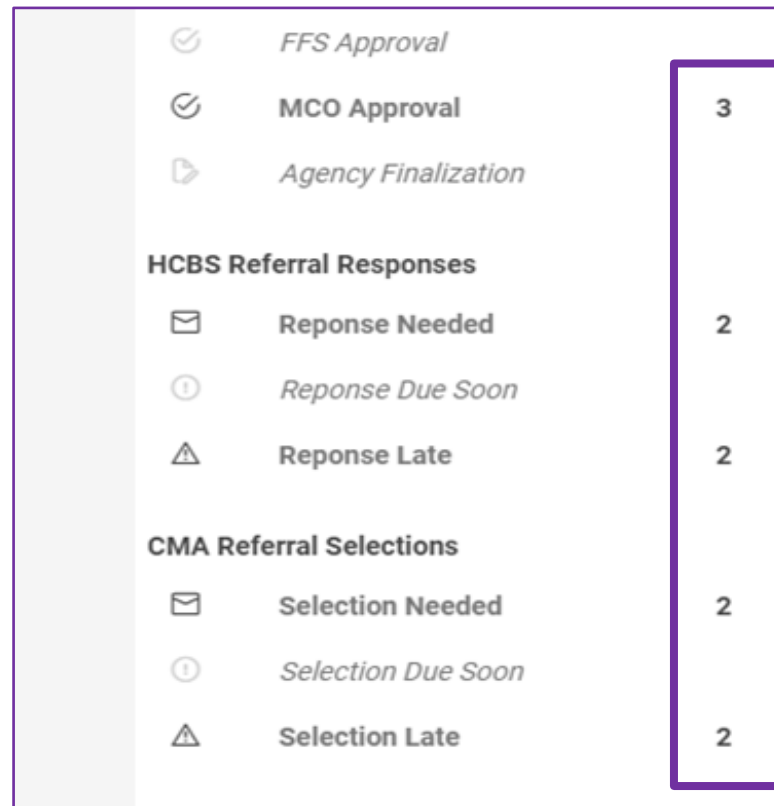 FFS Approval
MCO Approval 3
Agency Finalization
HCBS Referral Responses
Reponse Needed 2
Reponse Due Soon
Reponse Late 2
CMA Referral Selections
Selection Needed 2
Selection Due Soon
Selection Late 2